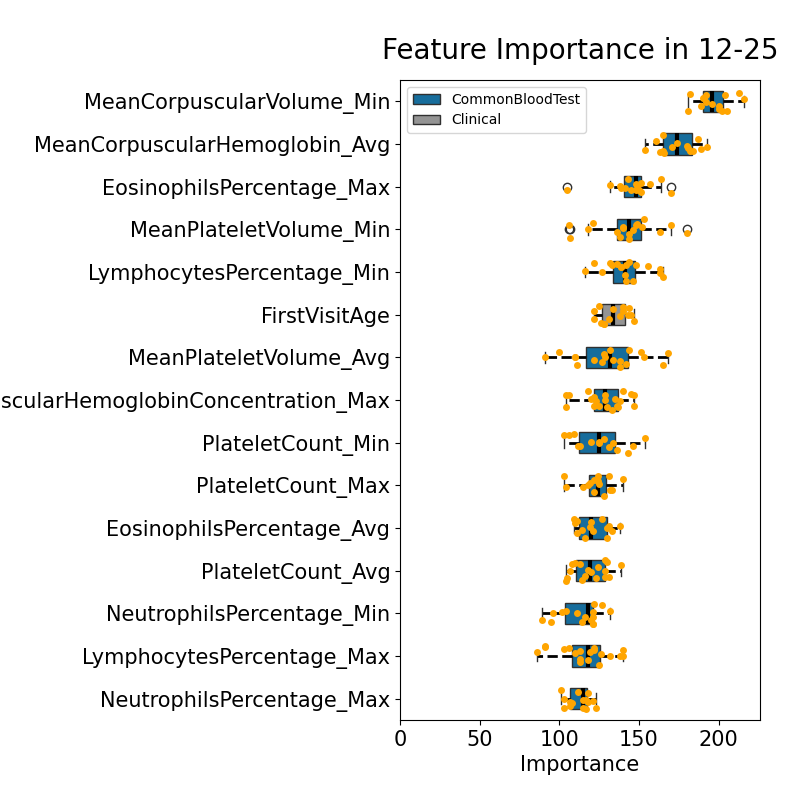 Feature Importance in 12-25
CommonBloodTest
Clinical
MeanCorpuscularVolume_Min
MeanCorpuscularHemoglobin_Avg
EosinophilsPercentage_Max
MeanPlateletVolume_Min
LymphocytesPercentage_Min
FirstVisitAge
MeanPlateletVolume_Avg
scularHemoglobinConcentration_Max
PlateletCount_Min
PlateletCount_Max
EosinophilsPercentage_Avg
PlateletCount_Avg
NeutrophilsPercentage_Min
LymphocytesPercentage_Max
NeutrophilsPercentage_Max
0 50 100 150 200
Importance